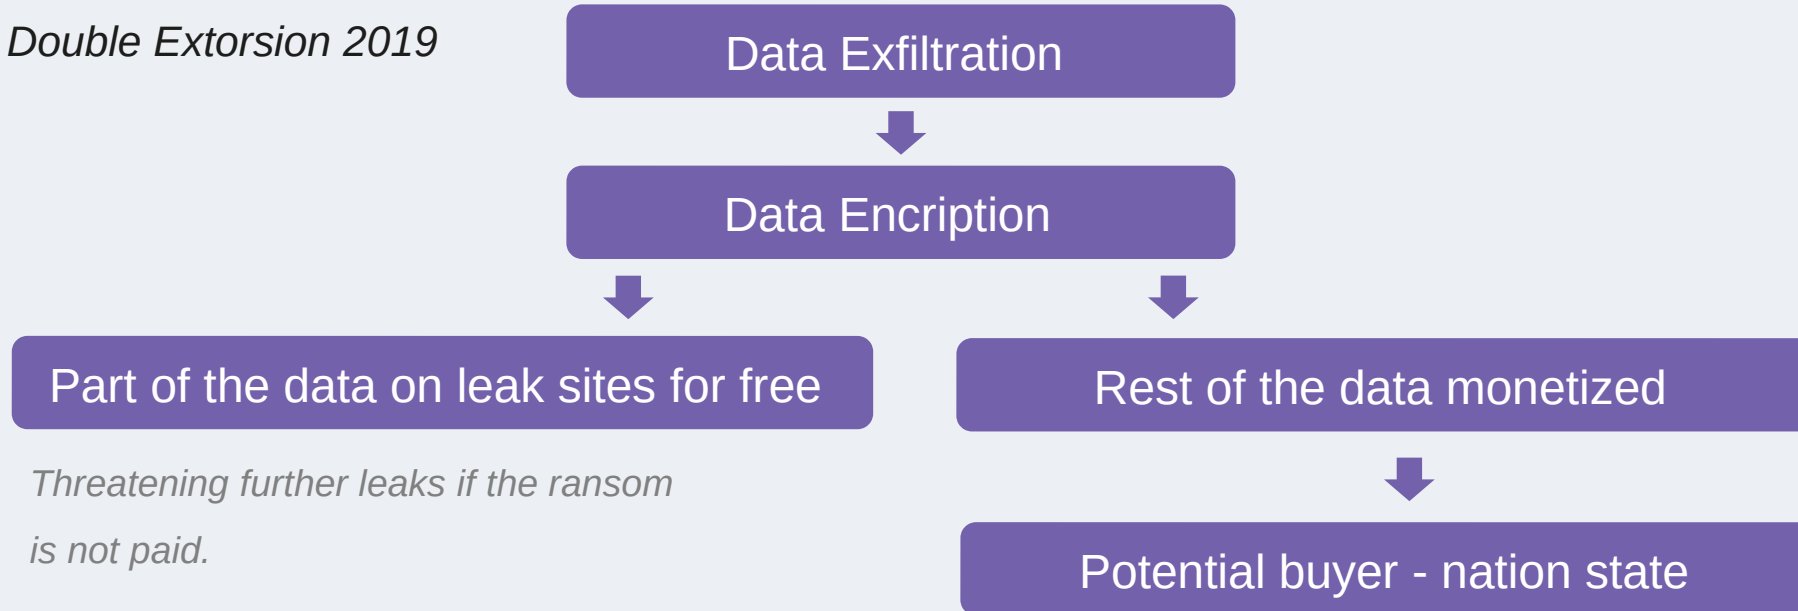 Double Extorsion 2019
Data Exfiltration
Data Encription
Part of the data on leak sites for free
Rest of the data monetized
Threatening further leaks if the ransom
is not paid.
Potential buyer - nation state